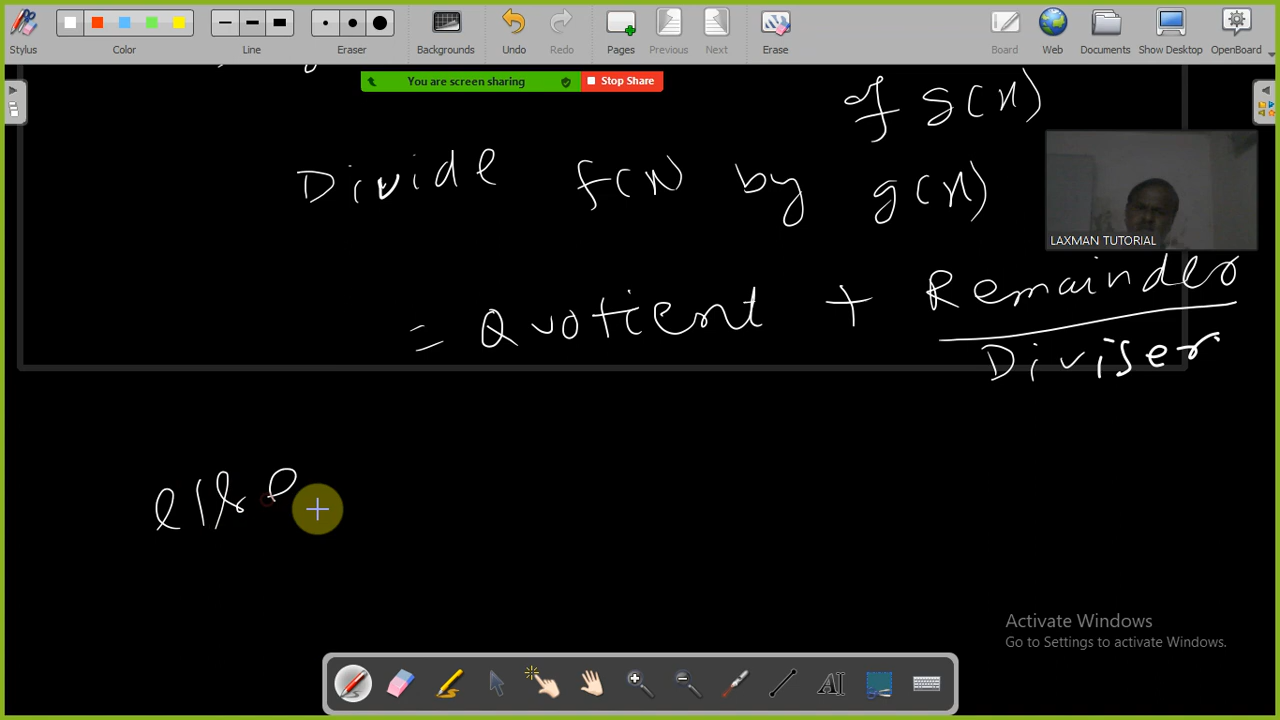 Stylus Color Line Eraser Backgrounds Undo Redo Pages Previous Next Erase Board Web Documents Show Desktop OpenBoard
You are screen sharing Stop Share
of g(x)
Divide f(x) by g(x)
LAXMAN TUTORIAL
= Quotient + Remainder
Diviser
Activate Windows
Go to Settings to activate Windows.